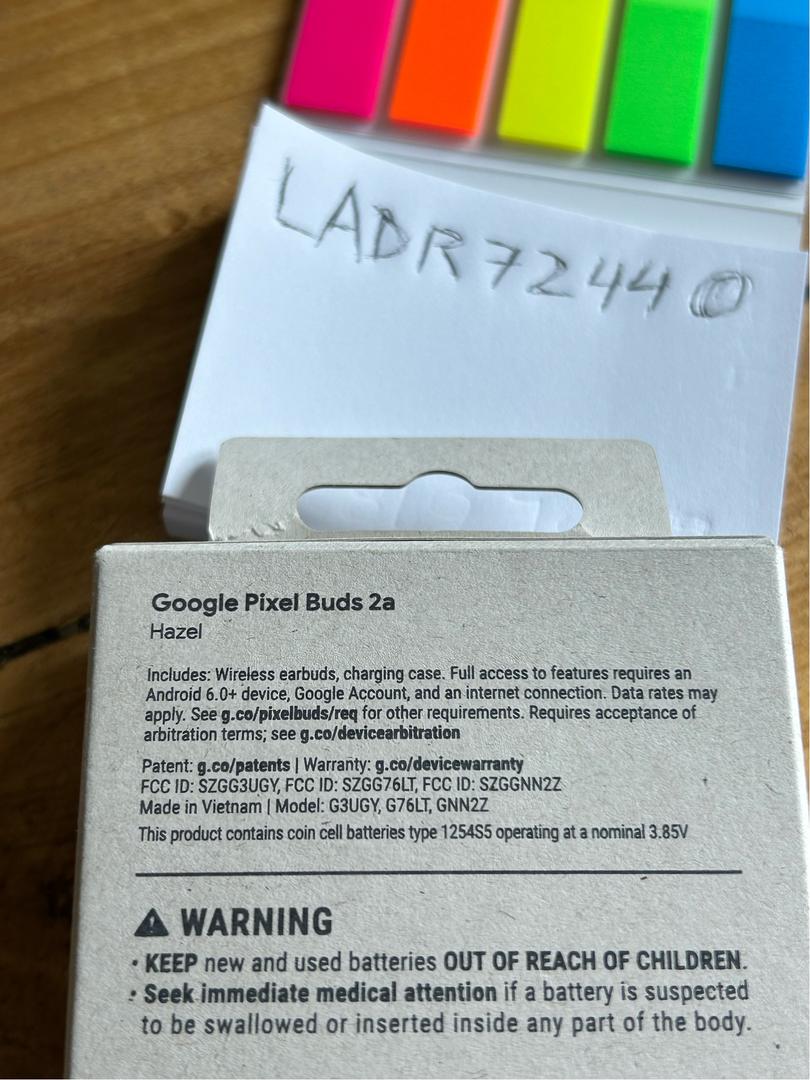 LADR7244©
Google Pixel Buds 2a
Hazel
Includes: Wireless earbuds, charging case. Full access to features requires an
Android 6.0+ device, Google Account, and an internet connection. Data rates may
apply. See g.co/pixelbuds/req for other requirements. Requires acceptance of
arbitration terms; see g.co/devicearbitration
Patent: g.co/patents | Warranty: g.co/devicewarranty
FCC ID: SZGG3UGY, FCC ID: SZGG76LT, FCC ID: SZGGNN2Z
Made in Vietnam | Model: G3UGY, G76LT, GNN2Z
This product contains coin cell batteries type 1254S5 operating at a nominal 3.85V
⚠ WARNING
• KEEP new and used batteries OUT OF REACH OF CHILDREN.
• Seek immediate medical attention if a battery is suspected
to be swallowed or inserted inside any part of the body.